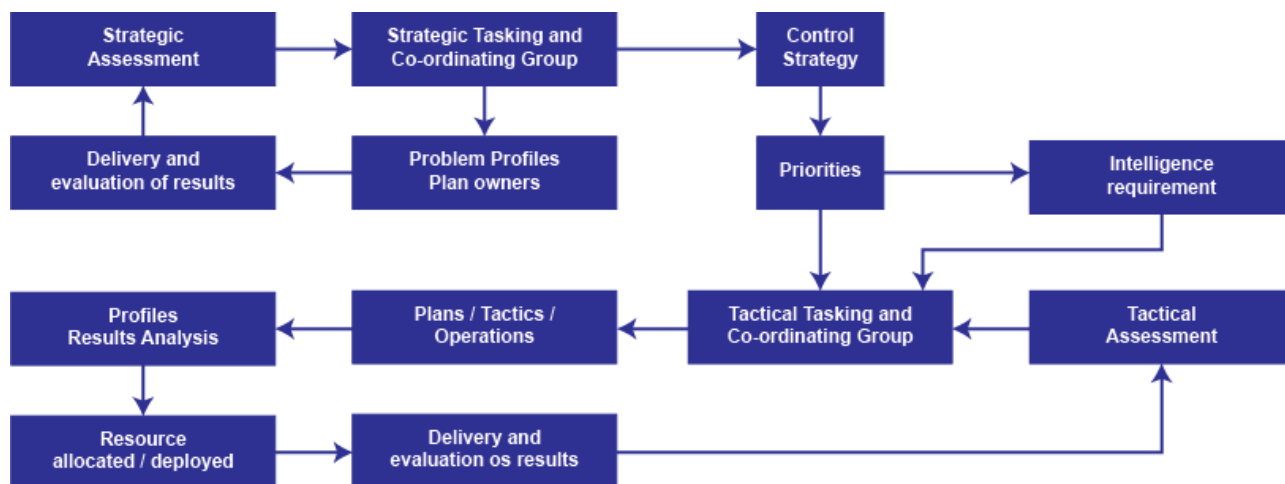 Strategic
Assessment
Strategic Tasking and
Co-ordinating Group
Control
Strategy
Delivery and
evaluation of results
Problem Profiles
Plan owners
Priorities
Intelligence
requirement
Profiles
Results Analysis
Plans / Tactics /
Operations
Tactical Tasking and
Co-ordinating Group
Tactical
Assessment
Resource
allocated / deployed
Delivery and
evaluation os results